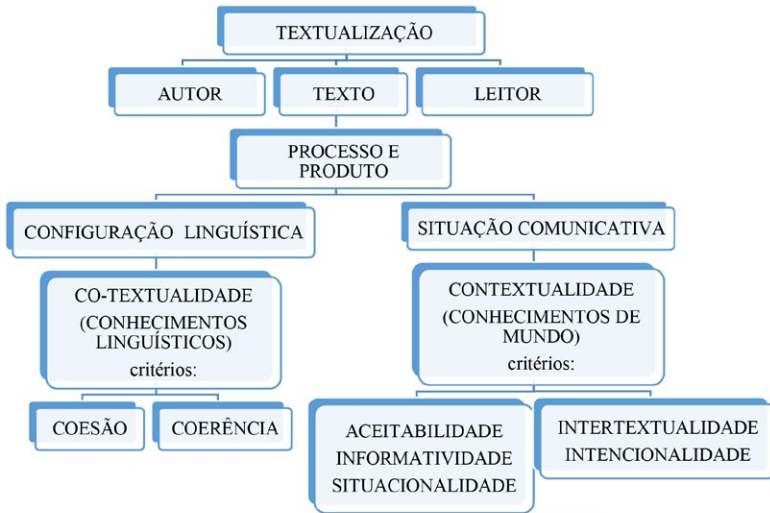 TEXTUALIZAÇÃO
AUTOR
TEXTO
LEITOR
PROCESSO E
PRODUTO
CONFIGURAÇÃO LINGUÍSTICA
SITUAÇÃO COMUNICATIVA
CO-TEXTUALIDADE
(CONHECIMENTOS
LINGUÍSTICOS)
critérios:
CONTEXTUALIDADE
(CONHECIMENTOS DE
MUNDO)
critérios:
COESÃO
COERÊNCIA
ACEITABILIDADE
INFORMATIVIDADE
SITUACIONALIDADE
INTERTEXTUALIDADE
INTENCIONALIDADE